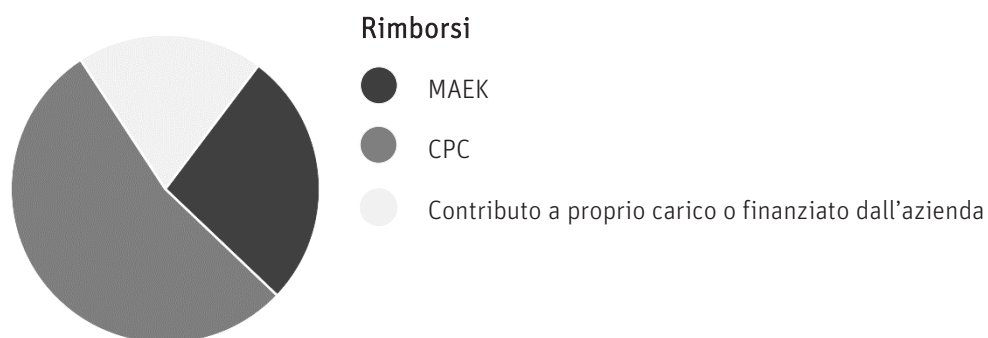 Rimborsi
MAEK
CPC
Contributo a proprio carico o finanziato dall’azienda